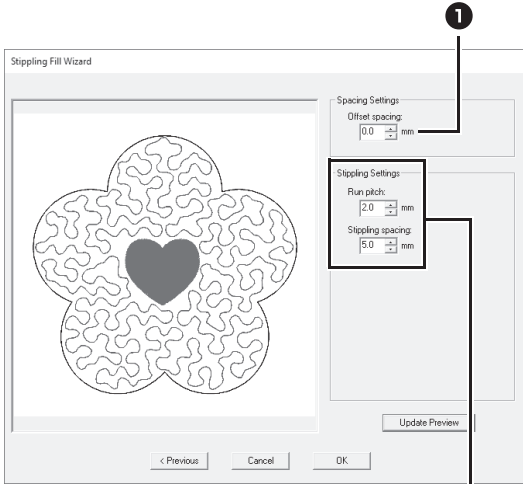 1
Stippling Fill Wizard
Spacing Settings
Offset spacing:
0.0 mm
Stippling Settings
Run pitch:
2.0 mm
Stippling spacing:
5.0 mm
Update Preview
< Previous Cancel OK